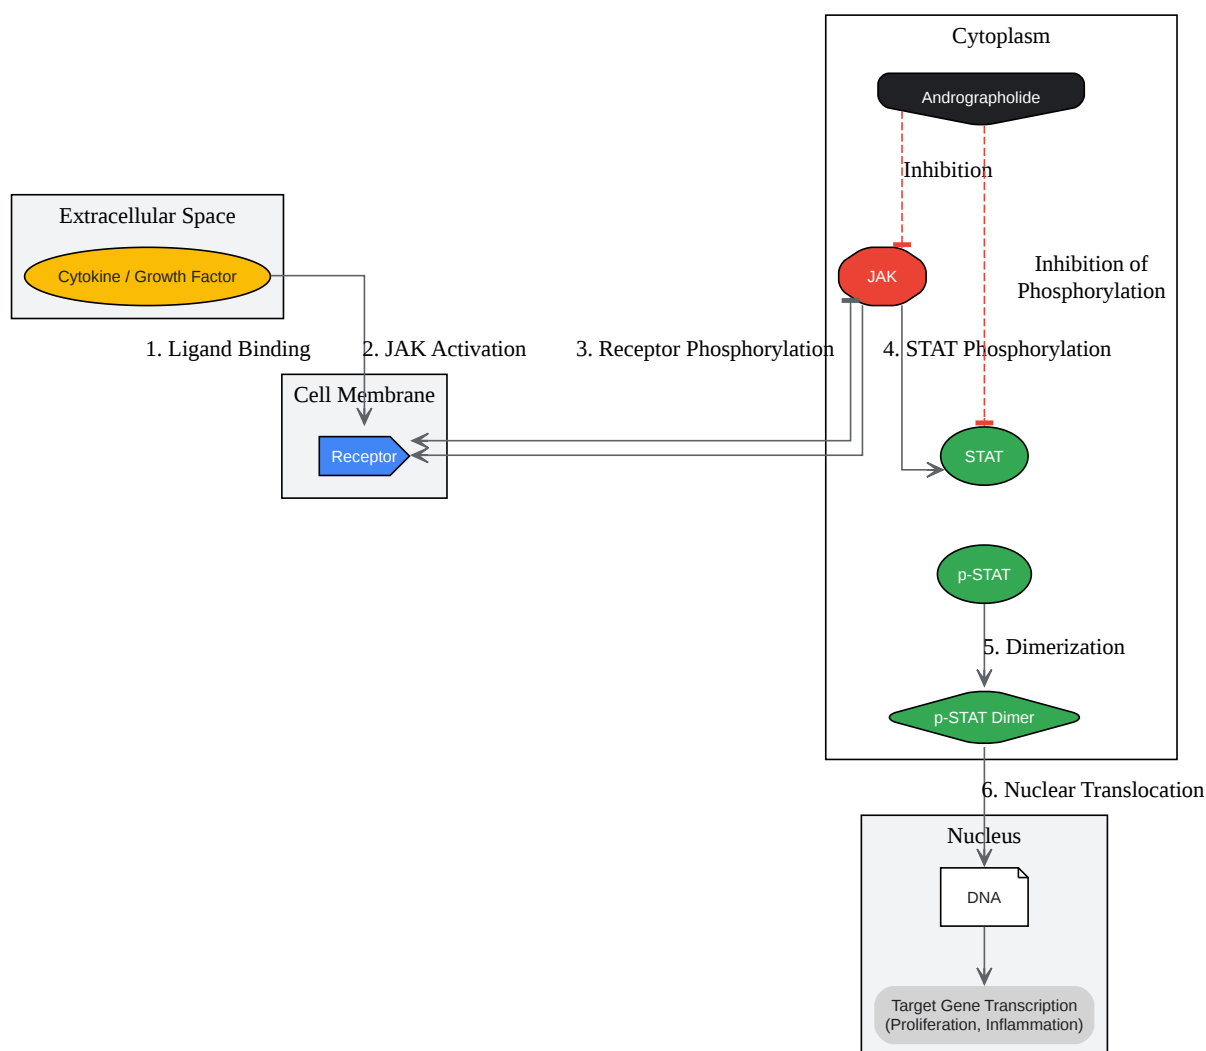 Cytoplasm
Andrographolide
Inhibition
Extracellular Space
Cytokine / Growth Factor
JAK
Inhibition of
Phosphorylation
1. Ligand Binding
2. JAK Activation
3. Receptor Phosphorylation
4. STAT Phosphorylation
Cell Membrane
Receptor
STAT
p-STAT
5. Dimerization
p-STAT Dimer
6. Nuclear Translocation
Nucleus
DNA
Target Gene Transcription
(Proliferation, Inflammation)